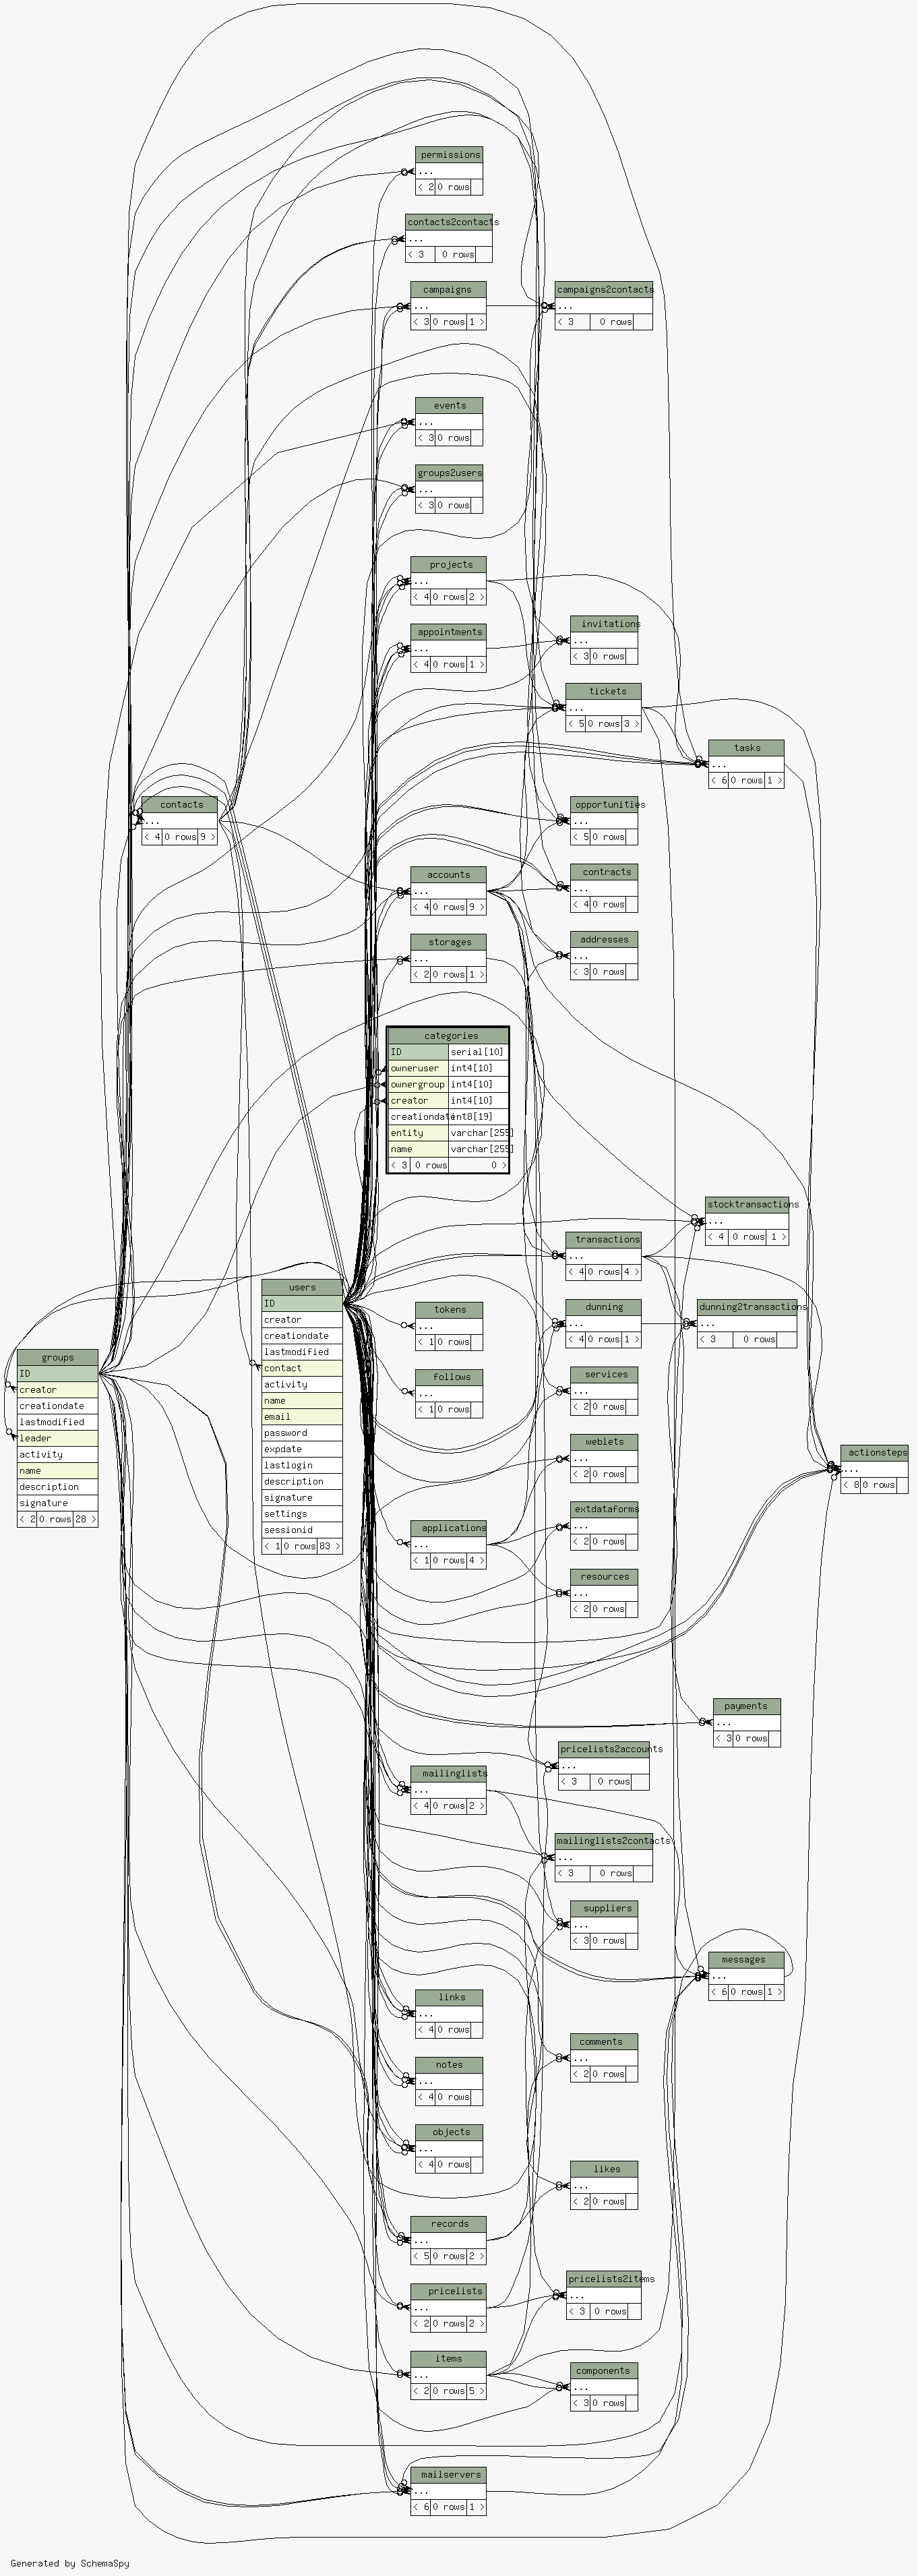 permissions
...
< 2 0 rows
contacts2contacts
...
< 3 0 rows
campaigns
...
< 3 0 rows 1 >
campaigns2contacts
...
< 3 0 rows
events
...
< 3 0 rows
groups2users
...
< 3 0 rows
projects
...
< 4 0 rows 2 >
invitations
...
< 3 0 rows
appointments
...
< 4 0 rows 1 >
tickets
...
< 5 0 rows 3 >
tasks
...
< 6 0 rows 1 >
contacts
...
< 4 0 rows 9 >
opportunities
...
< 5 0 rows
accounts
...
< 4 0 rows 9 >
contracts
...
< 4 0 rows
storages
...
< 2 0 rows 1 >
addresses
...
< 3 0 rows
categories
ID serial[10]
owneruser int4[10]
ownergroup int4[10]
creator int4[10]
creationdate int8[19]
entity varchar[255]
name varchar[255]
< 3 0 rows 0 >
stocktransactions
...
< 4 0 rows 1 >
transactions
...
< 4 0 rows 4 >
users
ID
creator
creationdate
lastmodified
contact
activity
name
email
password
expdate
lastlogin
description
signature
settings
sessionid
< 1 0 rows 83 >
tokens
...
< 1 0 rows
dunning
...
< 4 0 rows 1 >
dunning2transactions
...
< 3 0 rows
groups
ID
creator
creationdate
lastmodified
leader
activity
name
description
signature
< 2 0 rows 28 >
follows
...
< 1 0 rows
services
...
< 2 0 rows
weblets
...
< 2 0 rows
actionsteps
...
< 8 0 rows
extdataforms
...
< 2 0 rows
applications
...
< 1 0 rows 4 >
resources
...
< 2 0 rows
payments
...
< 3 0 rows
pricelists2accounts
...
< 3 0 rows
mailinglists
...
< 4 0 rows 2 >
mailinglists2contacts
...
< 3 0 rows
suppliers
...
< 3 0 rows
messages
...
< 6 0 rows 1 >
links
...
< 4 0 rows
comments
...
< 2 0 rows
notes
...
< 4 0 rows
objects
...
< 4 0 rows
likes
...
< 2 0 rows
records
...
< 5 0 rows 2 >
pricelists
...
< 2 0 rows 2 >
pricelists2items
...
< 3 0 rows
items
...
< 2 0 rows 5 >
components
...
< 3 0 rows
mailservers
...
< 6 0 rows 1 >
Generated by SchemaSpy